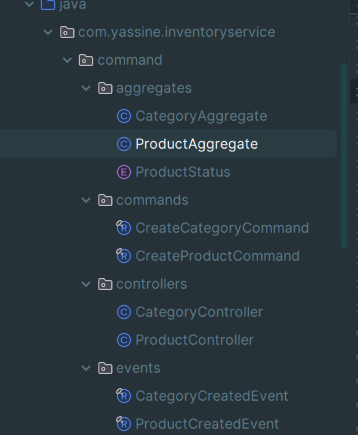 java
com.yassine.inventoryservice
command
aggregates
CategoryAggregate
ProductAggregate
ProductStatus
commands
CreateCategoryCommand
CreateProductCommand
controllers
CategoryController
ProductController
events
CategoryCreatedEvent
ProductCreatedEvent